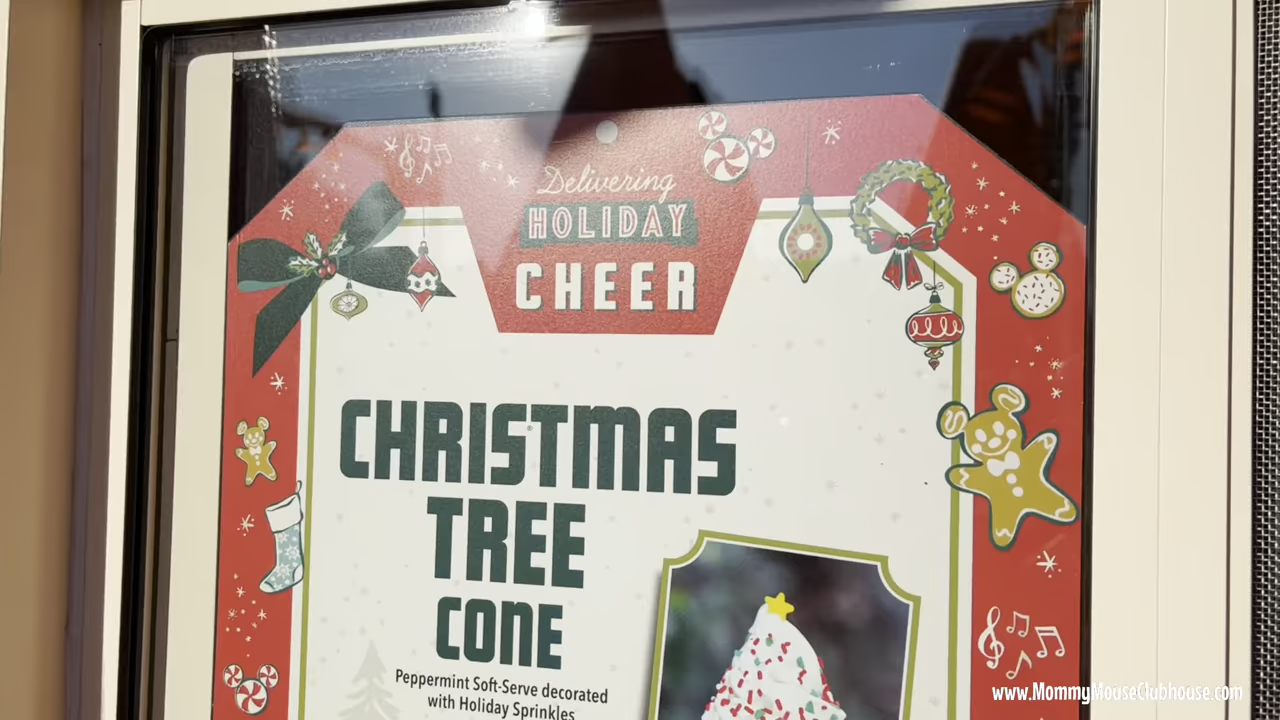 Delivering
HOLIDAY
CHEER
CHRISTMAS
TREE
CONE
Peppermint Soft-Serve decorated
with Holiday Sprinkles
www.MommyMouseClubhouse.com